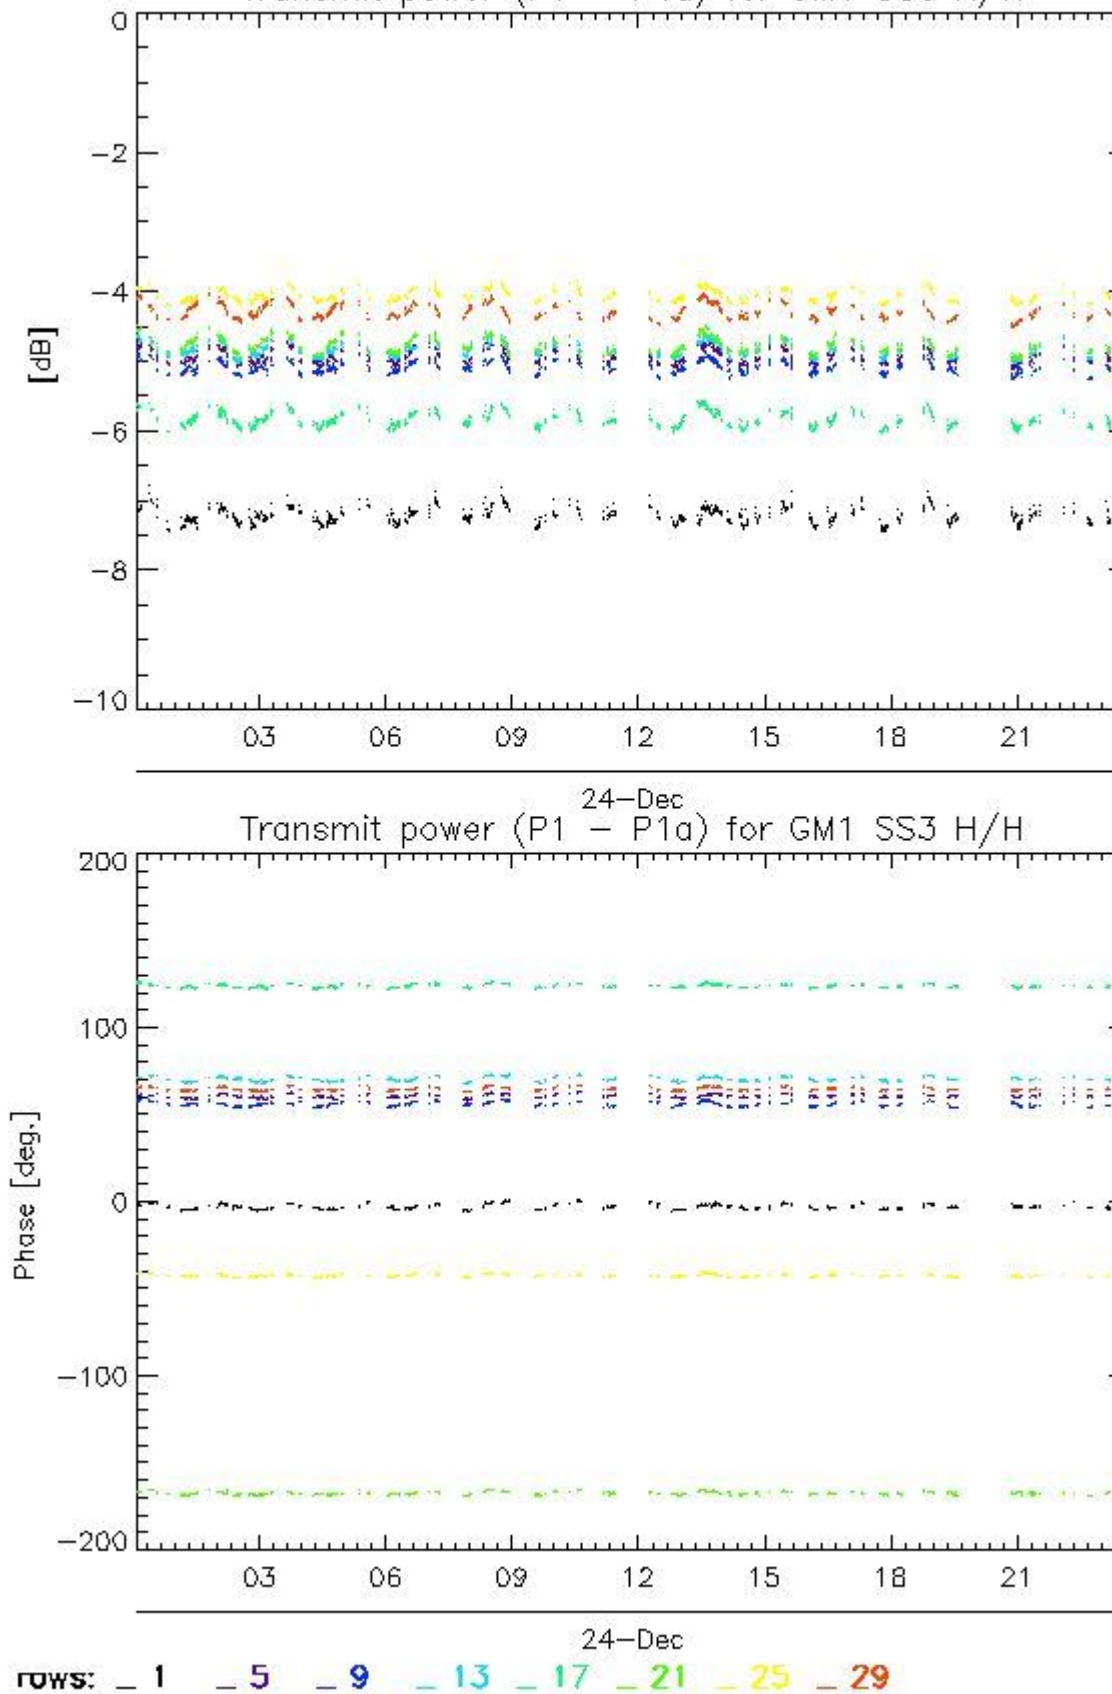 0
-2
-4
[dB]
-6
-8
-10
03 06 09 12 15 18 21
24-Dec
Transmit power (P1 - P1a) for GM1 SS3 H/H
200
100
0
Phase [deg.]
-100
-200
03 06 09 12 15 18 21
24-Dec
rows: _ 1 _ 5 _ 9 _ 13 _ 17 _ 21 _ 25 _ 29